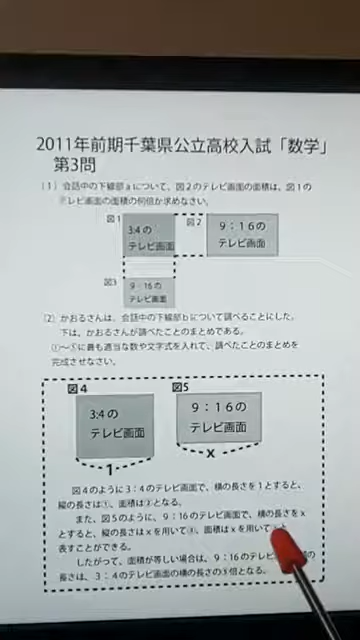 2011年前期千葉県公立高校入試「数学」
第3問
(1)会話中の下線部aについて、図2のテレビ画面の面積は、図1の
テレビ画面の面積の何倍か求めなさい。
図1
3:4の
テレビ画面
図2
9:16の
テレビ画面
図3
9:16の
テレビ画面
(2)かおるさんは、会話中の下線部bについて調べることにした。
下は、かおるさんが調べたことのまとめである。
①～⑤に最も適当な数や文字式を入れて、調べたことのまとめを
完成させなさい。
図4
3:4の
テレビ画面
1
図5
9:16の
テレビ画面
x
図4のように3:4のテレビ画面で、横の長さを1とすると、
縦の長さは①、面積は②となる。
また、図5のように、9:16のテレビ画面で、横の長さをx
とすると、縦の長さはxを用いて③、面積はxを用いて
表すことができる。
したがって、面積が等しい場合は、9:16のテレビ の
長さは、3:4のテレビ画面の横の長さの⑤倍となる。